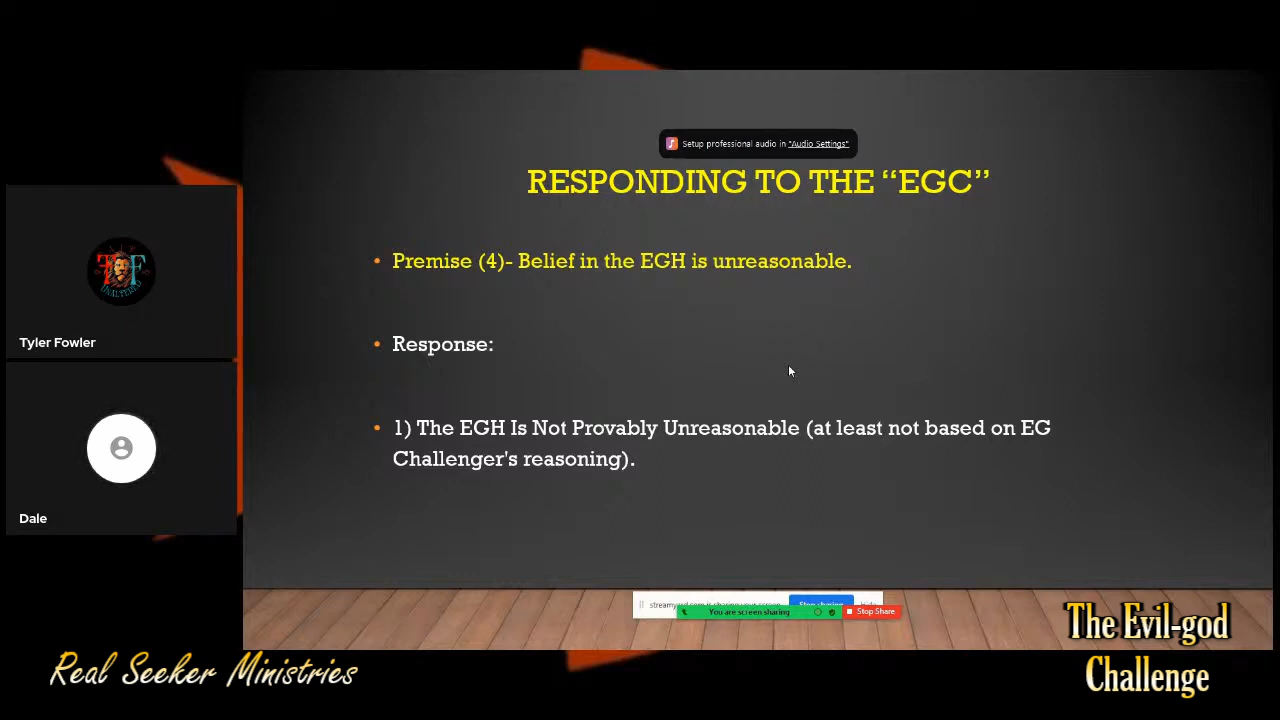 Setup professional audio in "Audio Settings"
RESPONDING TO THE “EGC”
• Premise (4)- Belief in the EGH is unreasonable.
• Response:
• 1) The EGH Is Not Provably Unreasonable (at least not based on EG
Challenger's reasoning).
TF
UNALTERED
Tyler Fowler
Dale
You are screen sharing
Stop Share
The Evil-god
Challenge
Real Seeker Ministries